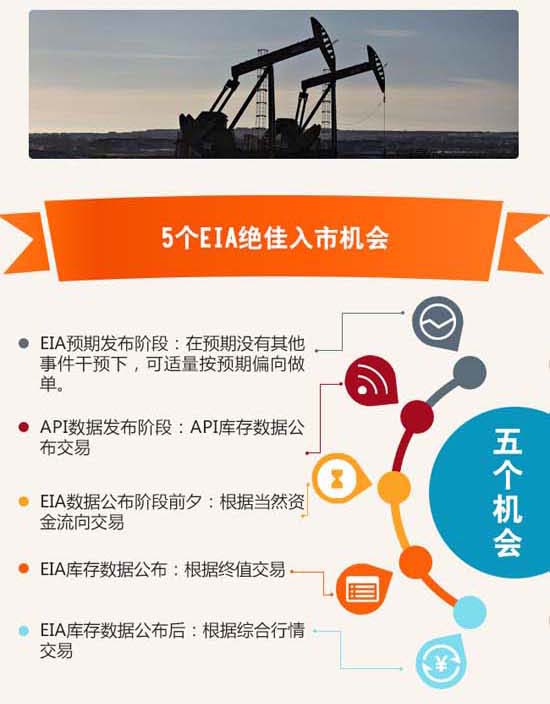 5个EIA绝佳入市机会
EIA预期发布阶段：在预期没有其他
事件干预下，可适量按预期偏向做
单。
API数据发布阶段：API库存数据公
布交易
EIA数据公布阶段前夕：根据当然资
金流向交易
EIA库存数据公布：根据终值交易
EIA库存数据公布后：根据综合行情
交易
五个机会
¥